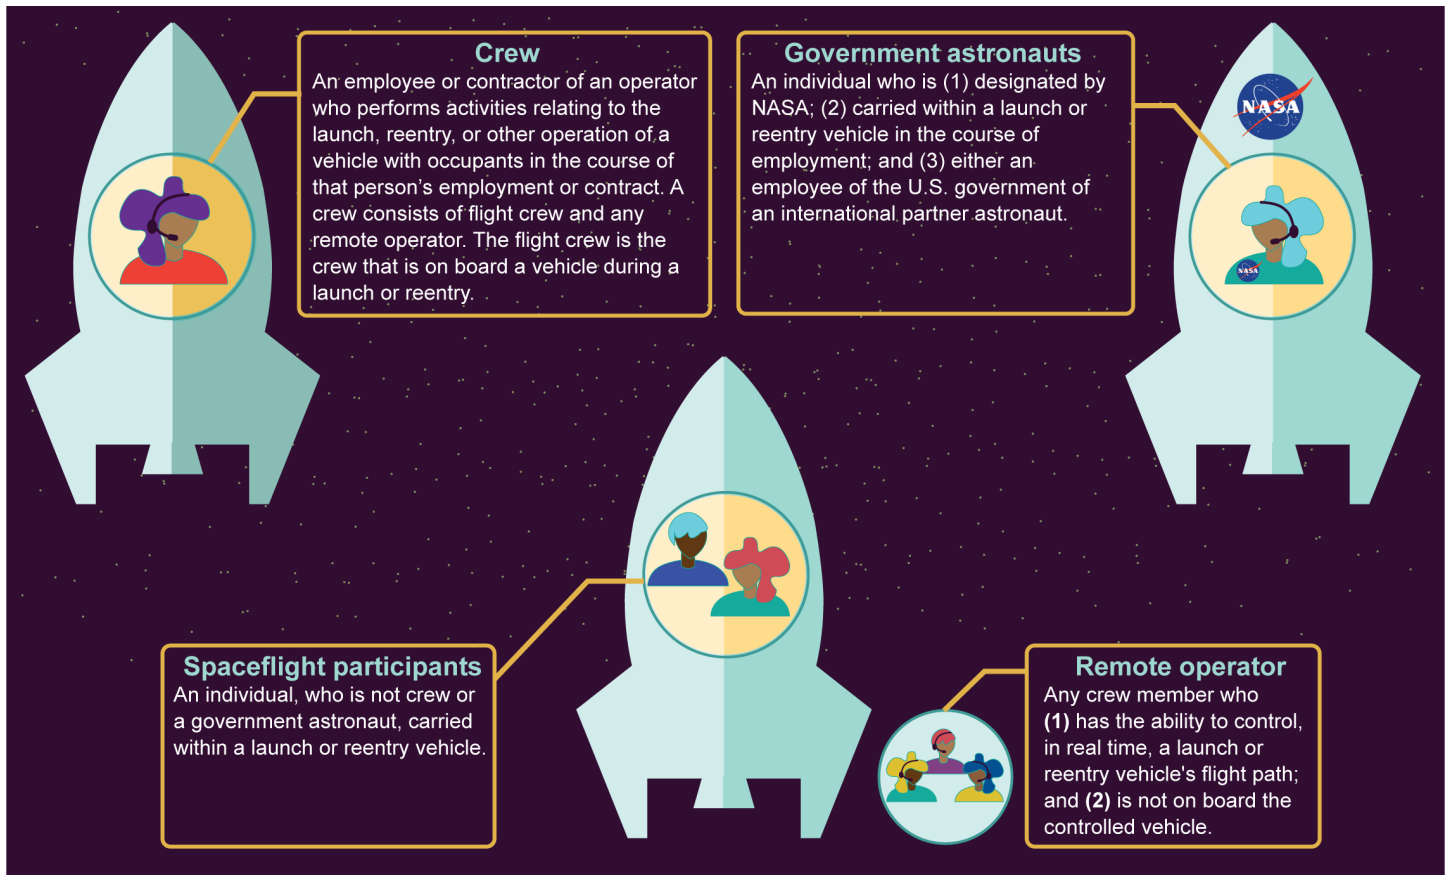 Crew
An employee or contractor of an operator
who performs activities relating to the
launch, reentry, or other operation of a
vehicle with occupants in the course of
that person’s employment or contract. A
crew consists of flight crew and any
remote operator. The flight crew is the
crew that is on board a vehicle during a
launch or reentry.
Government astronauts
An individual who is (1) designated by
NASA; (2) carried within a launch or
reentry vehicle in the course of
employment; and (3) either an
employee of the U.S. government of
an international partner astronaut.
NASA
NASA
Spaceflight participants
An individual, who is not crew or
a government astronaut, carried
within a launch or reentry vehicle.
Remote operator
Any crew member who
(1) has the ability to control,
in real time, a launch or
reentry vehicle's flight path;
and (2) is not on board the
controlled vehicle.